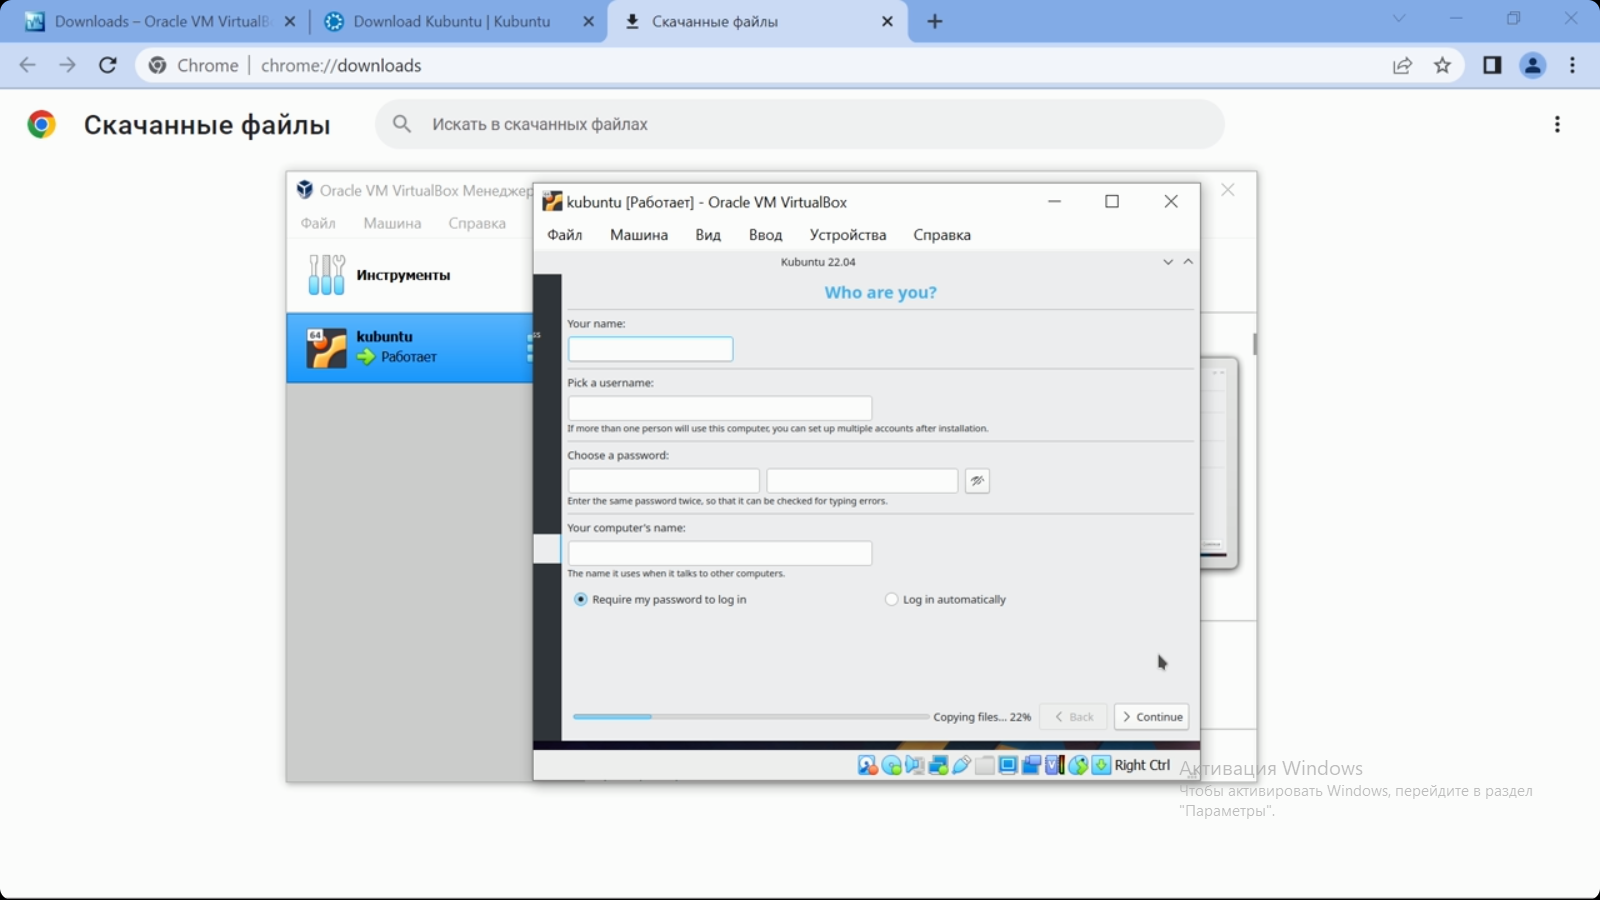 Downloads – Oracle VM VirtualB
Download Kubuntu | Kubuntu
Скачанные файлы
Chrome
chrome://downloads
Скачанные файлы
Искать в скачанных файлах
Oracle VM VirtualBox Менеджер
Файл Машина Справка
Инструменты
64
kubuntu
Работает
kubuntu [Работает] - Oracle VM VirtualBox
Файл Машина Вид Ввод Устройства Справка
Kubuntu 22.04
Who are you?
Your name:
ss
Pick a username:
If more than one person will use this computer, you can set up multiple accounts after installation.
Choose a password:
Enter the same password twice, so that it can be checked for typing errors.
Your computer's name:
The name it uses when it talks to other computers.
Require my password to log in
Log in automatically
Copying files... 22%
Back
Continue
Right Ctrl
Активация Windows
Чтобы активировать Windows, перейдите в раздел
"Параметры".